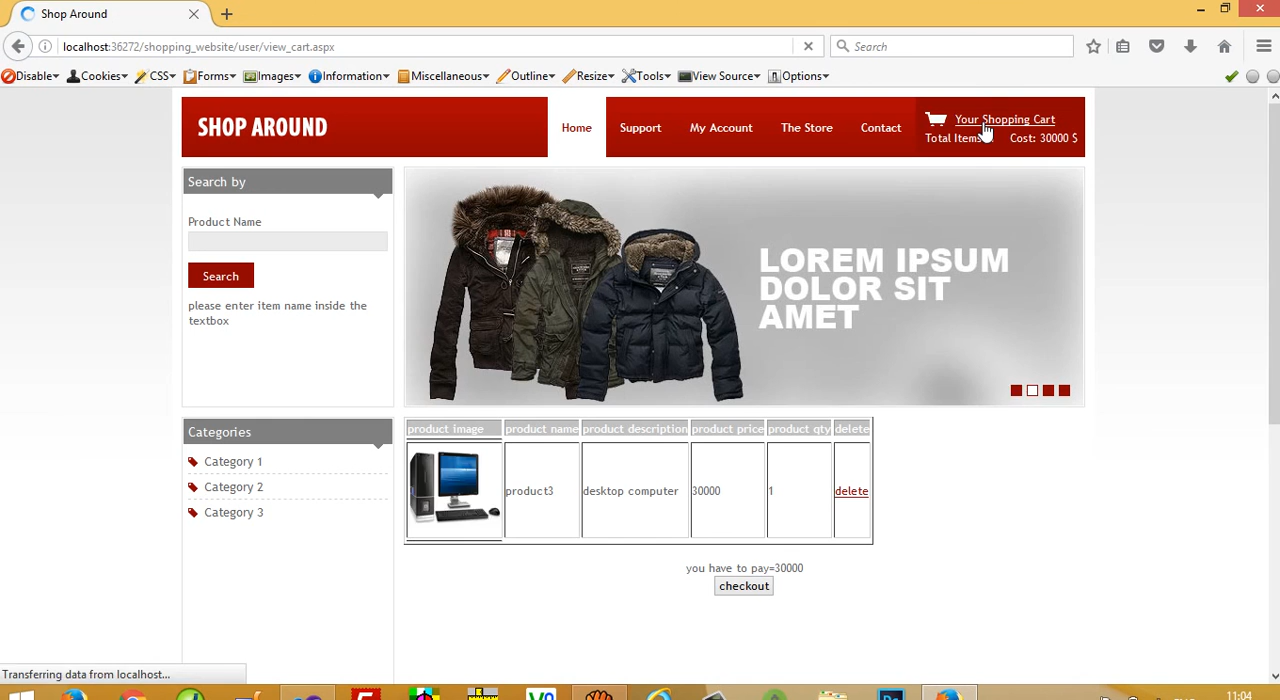 Shop Around
localhost:36272/shopping_website/user/view_cart.aspx
Search
Disable Cookies CSS Forms Images Information Miscellaneous Outline Resize Tools View Source Options
SHOP AROUND
Home Support My Account The Store Contact
Your Shopping Cart
Total Items Cost: 30000 $
Search by
Product Name
Search
please enter item name inside the
textbox
LOREM IPSUM
DOLOR SIT
AMET
Categories
Category 1
Category 2
Category 3
product image product name product description product price product qty delete
product3 desktop computer 30000 1 delete
you have to pay=30000
checkout
Transferring data from localhost...
11:04